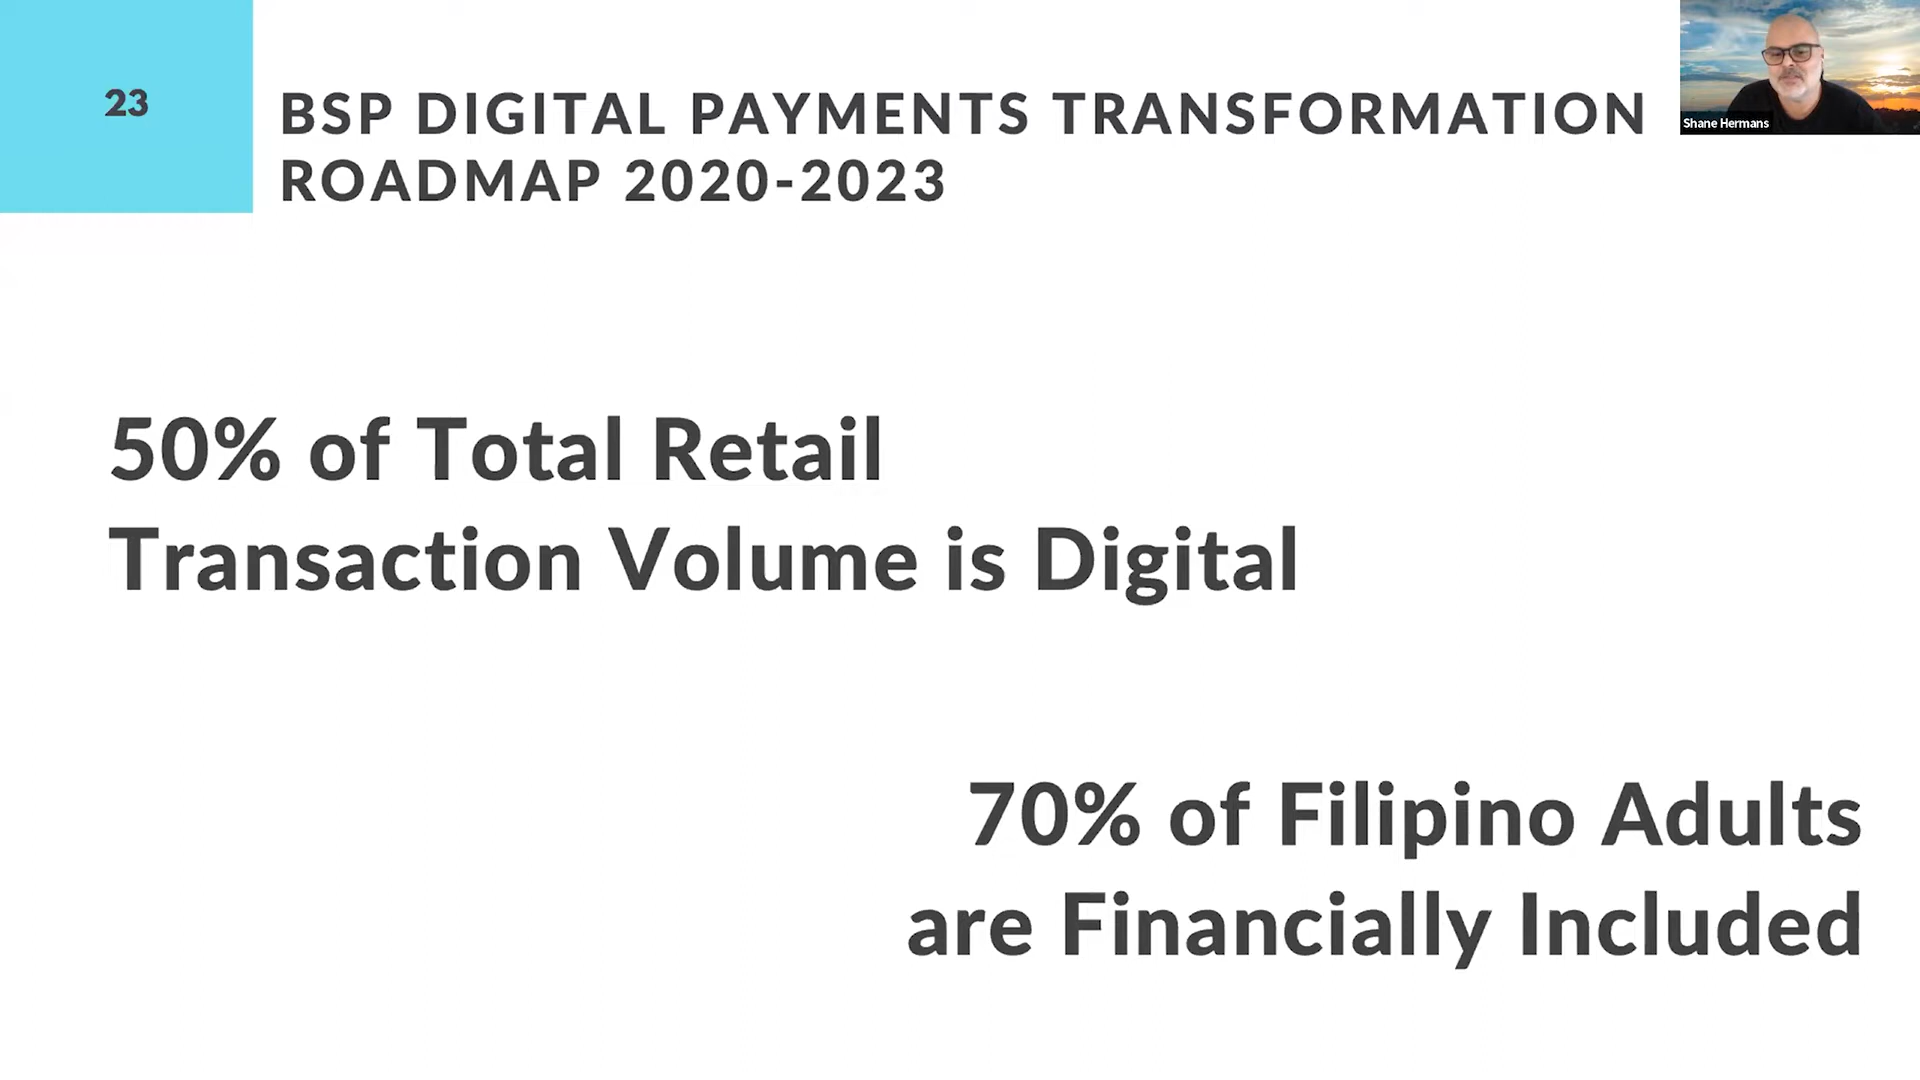 23
BSP DIGITAL PAYMENTS TRANSFORMATION
ROADMAP 2020-2023
Shane Hermans
50% of Total Retail
Transaction Volume is Digital
70% of Filipino Adults
are Financially Included